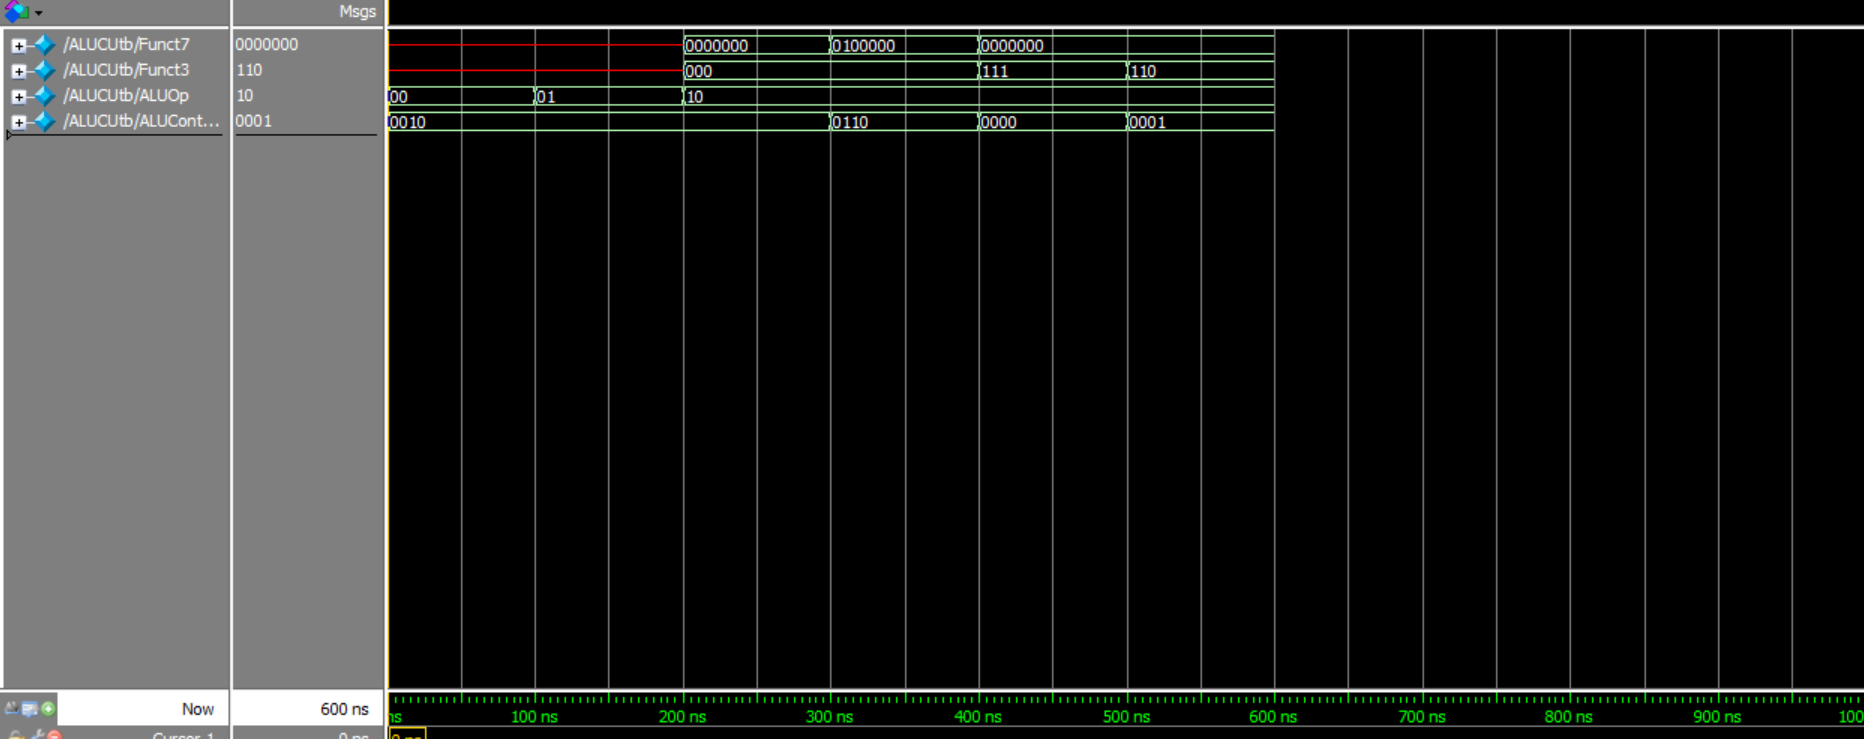 Msgs
/ALUCUtb/Funct7 0000000 0000000 0100000 0000000
/ALUCUtb/Funct3 110 000 111 110
/ALUCUtb/ALUOp 10 00 01 10
/ALUCUtb/ALUCont... 0001 0010 0110 0000 0001
Now 600 ns ns 100 ns 200 ns 300 ns 400 ns 500 ns 600 ns 700 ns 800 ns 900 ns 1000
Cursor 1 0 ns 0 ns